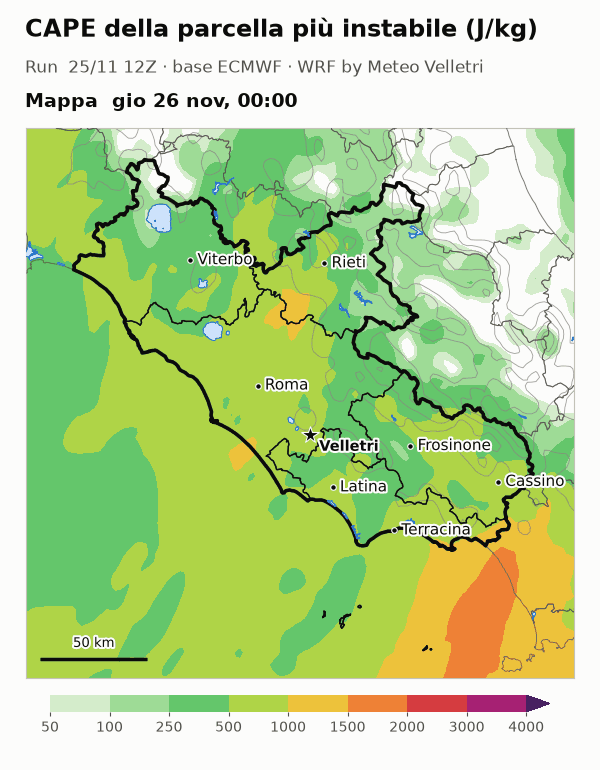 CAPE della parcella più instabile (J/kg)
Run 25/11 12Z · base ECMWF · WRF by Meteo Velletri
Mappa gio 26 nov, 00:00
Viterbo
Rieti
Roma
Velletri
Frosinone
Latina
Cassino
Terracina
50 km
50 100 250 500 1000 1500 2000 3000 4000